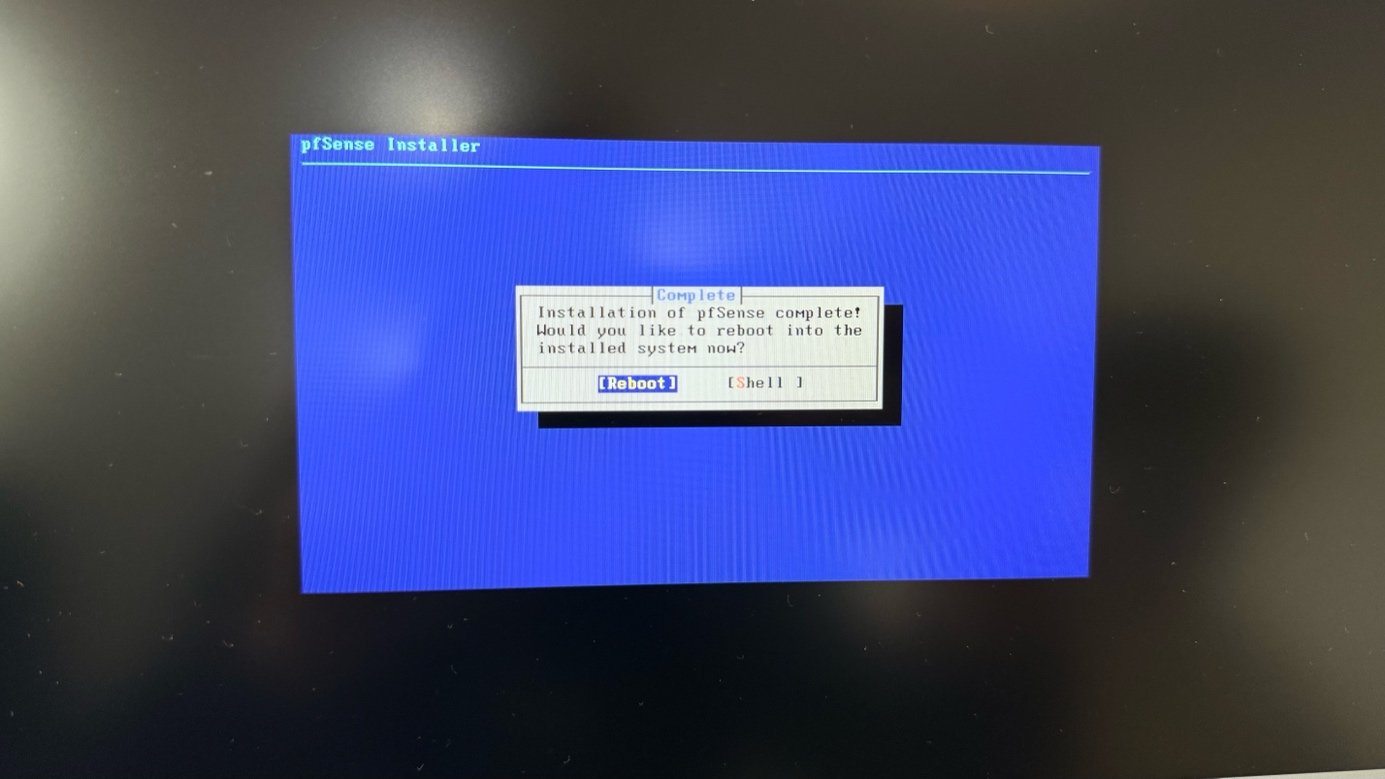 pfSense Installer
Complete
Installation of pfSense complete!
Would you like to reboot into the
installed system now?
[Reboot] [Shell ]